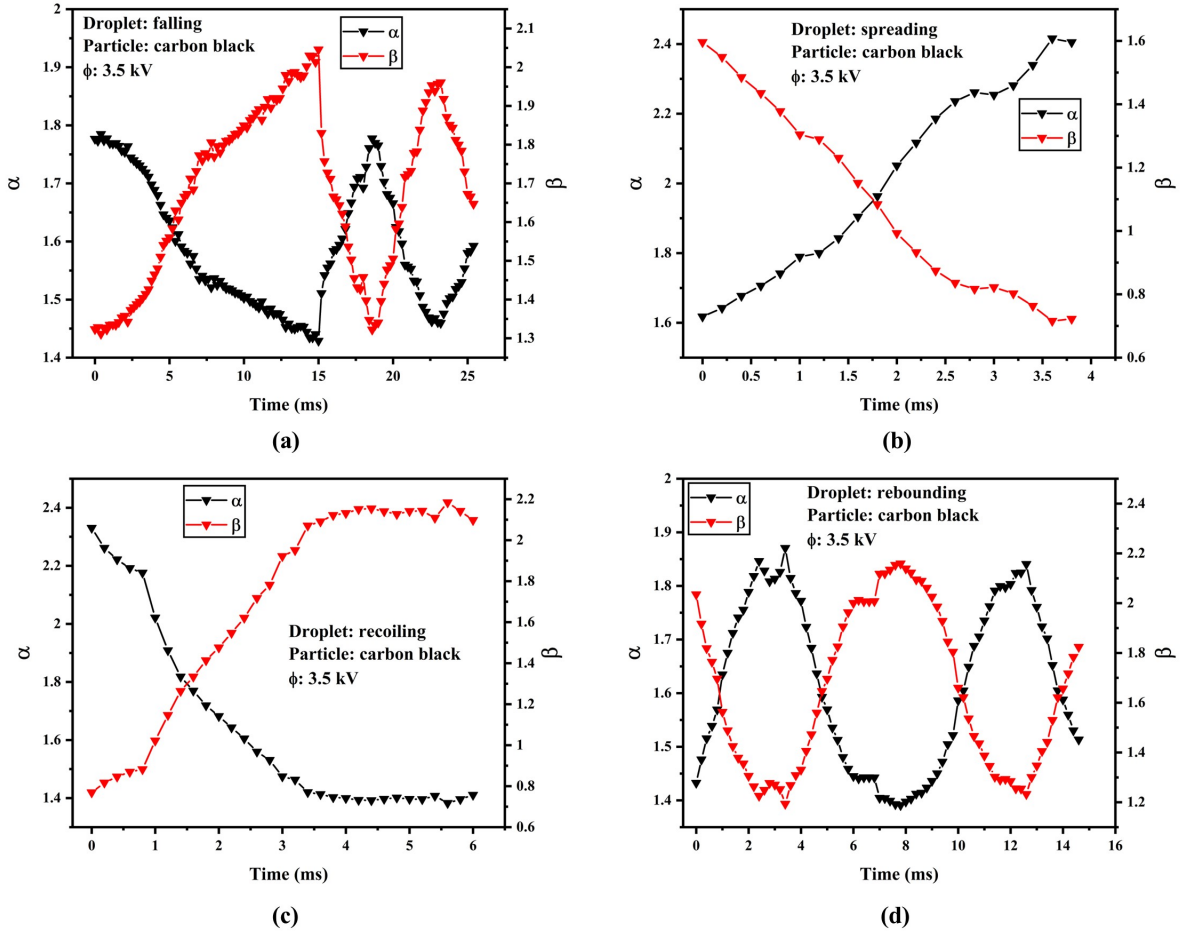 Droplet: falling
Particle: carbon black
ϕ: 3.5 kV
α
β
2
1.9
1.8
1.7
1.6
1.5
1.4
α
2.1
2
1.9
1.8
1.7
1.6
1.5
1.4
1.3
β
0 5 10 15 20 25
Time (ms)
(a)
Droplet: spreading
Particle: carbon black
ϕ: 3.5 kV
α
β
2.4
2.2
2
1.8
1.6
α
1.6
1.4
1.2
1
0.8
0.6
β
0.0 0.5 1.0 1.5 2.0 2.5 3.0 3.5 4
Time (ms)
(b)
α
β
Droplet: recoiling
Particle: carbon black
ϕ: 3.5 kV
2.4
2.2
2.0
1.8
1.6
1.4
α
2.2
2
1.8
1.6
1.4
1.2
1
0.8
0.6
β
0 1 2 3 4 5 6
Time (ms)
(c)
α
β
Droplet: rebounding
Particle: carbon black
ϕ: 3.5 kV
2
1.9
1.8
1.7
1.6
1.5
1.4
α
2.4
2.2
2
1.8
1.6
1.4
1.2
β
0 2 4 6 8 10 12 14 16
Time (ms)
(d)